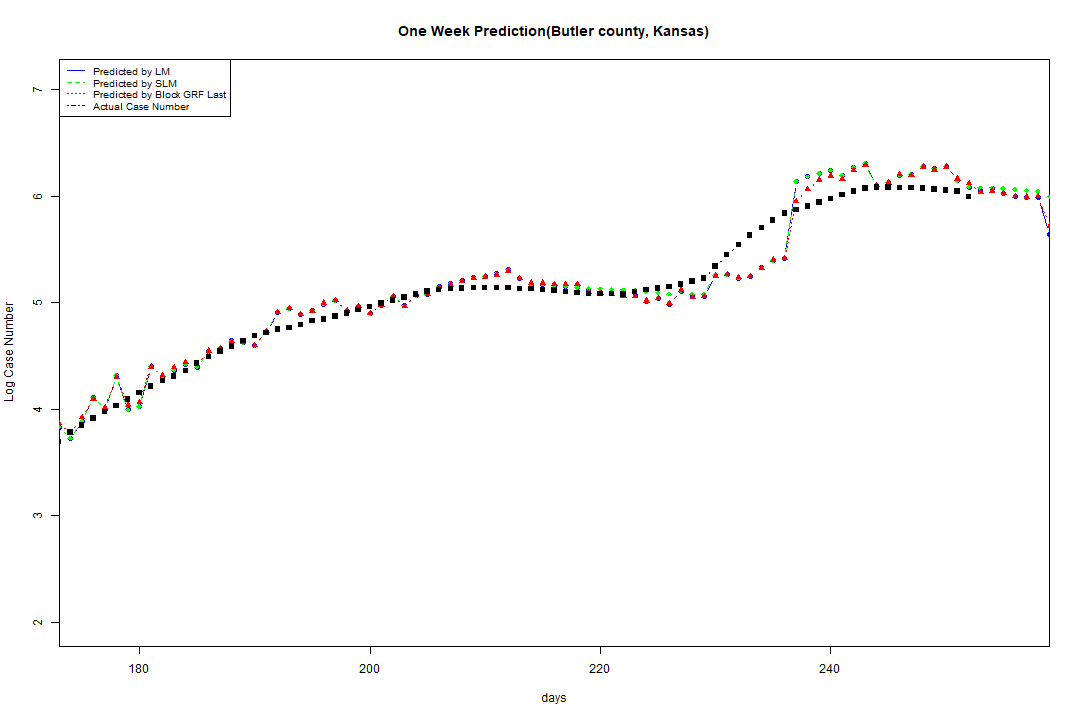 One Week Prediction(Butler county, Kansas)
Predicted by LM
Predicted by SLM
Predicted by Block GRF Last
Actual Case Number
7
6
5
4
3
2
Log Case Number
180 200 220 240
days